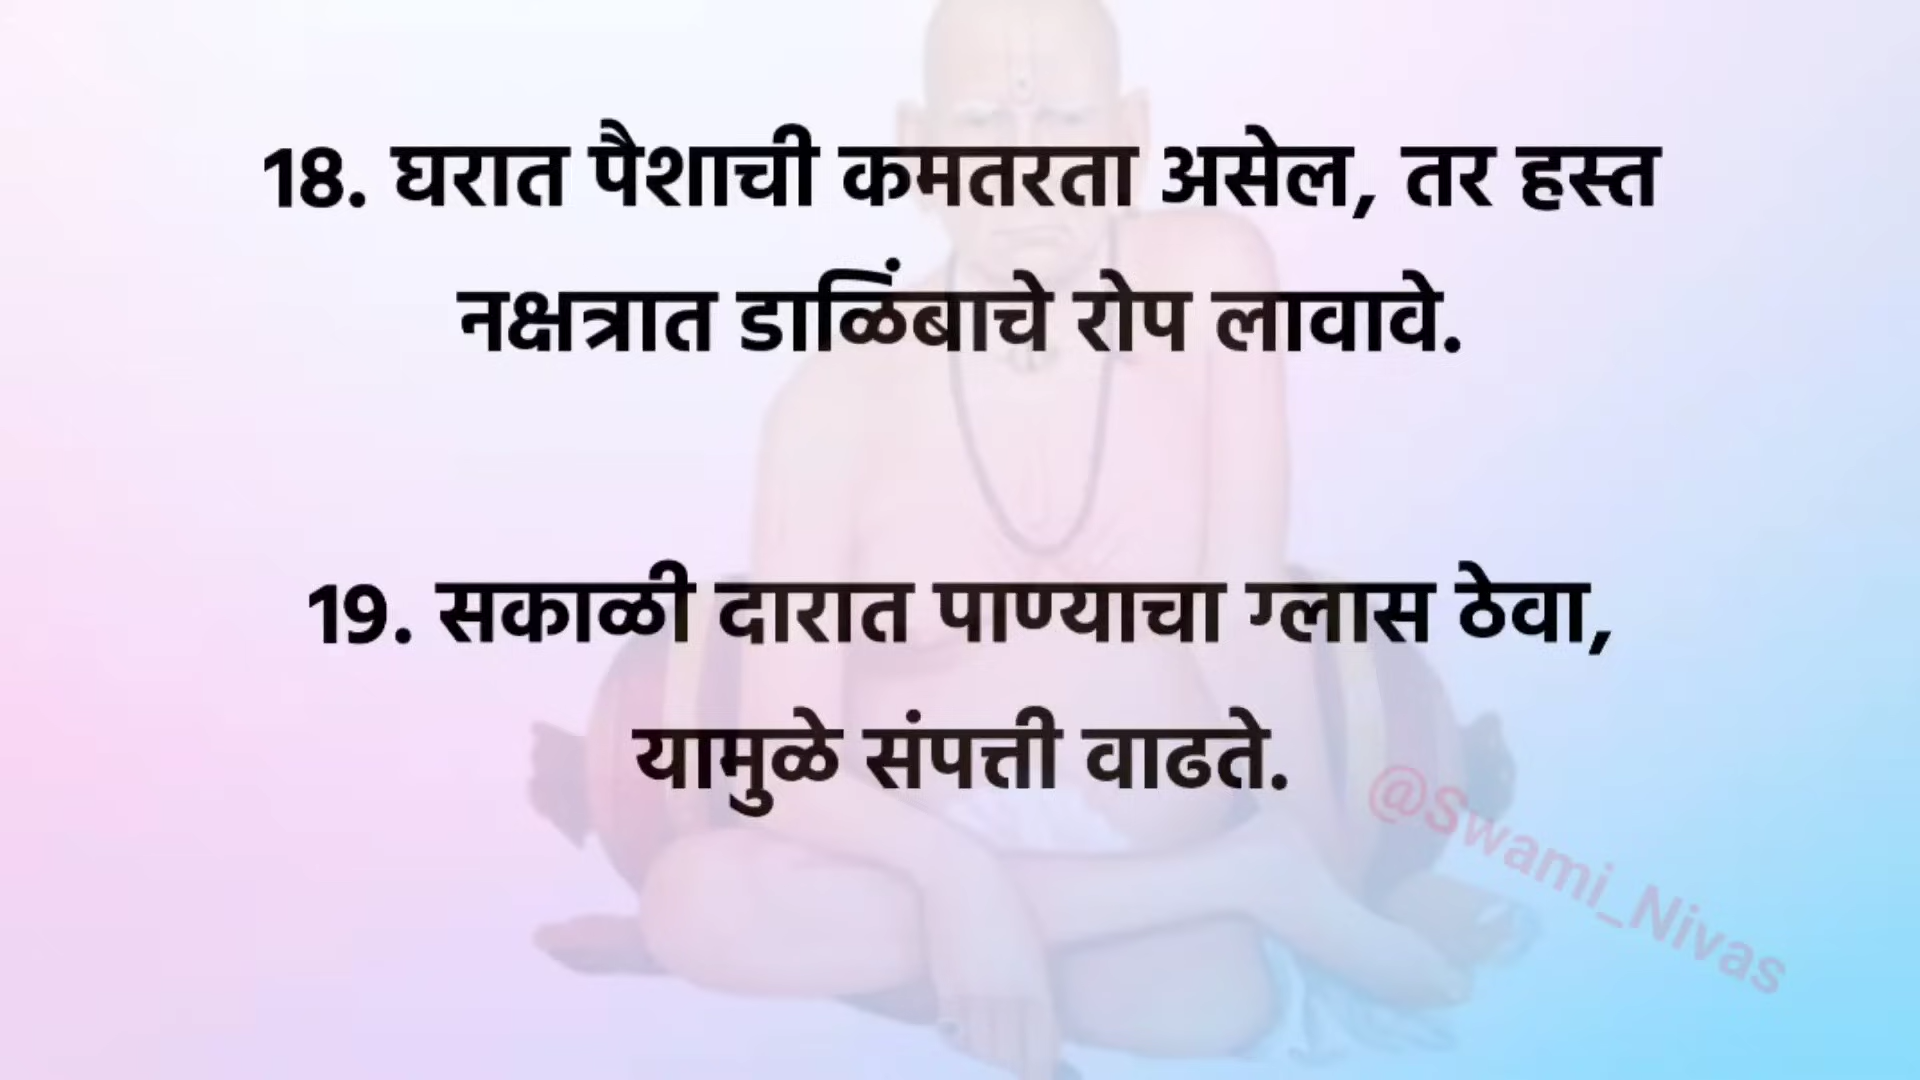 18. घरात पैशाची कमतरता असेल, तर हस्त
नक्षत्रात डाळिंबाचे रोप लावावे.
19. सकाळी दारात पाण्याचा ग्लास ठेवा,
यामुळे संपत्ती वाढते.
@Swami_Nivas